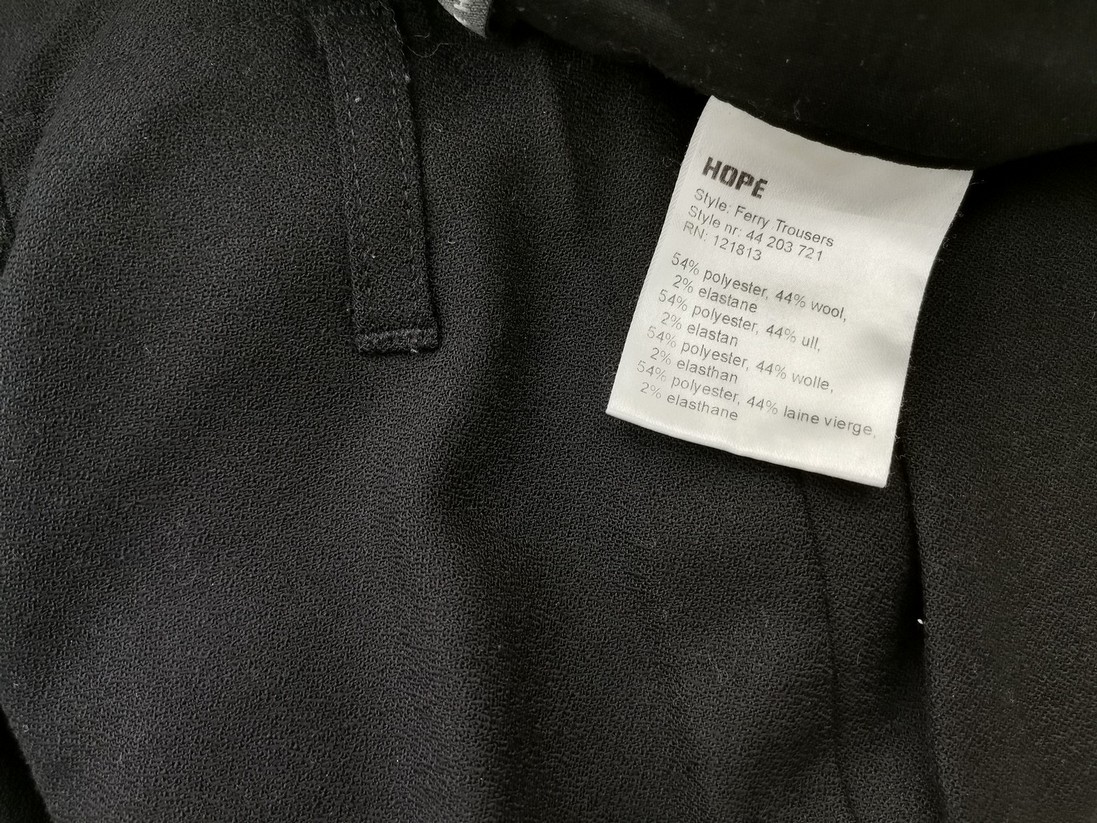 HOPE
Style: Ferry Trousers
Style nr: 44 203 721
RN: 121813
54% polyester, 44% wool,
2% elastane
54% polyester, 44% ull,
2% elastan
54% polyester, 44% wolle,
2% elasthan
54% polyester, 44% laine vierge,
2% elasthane